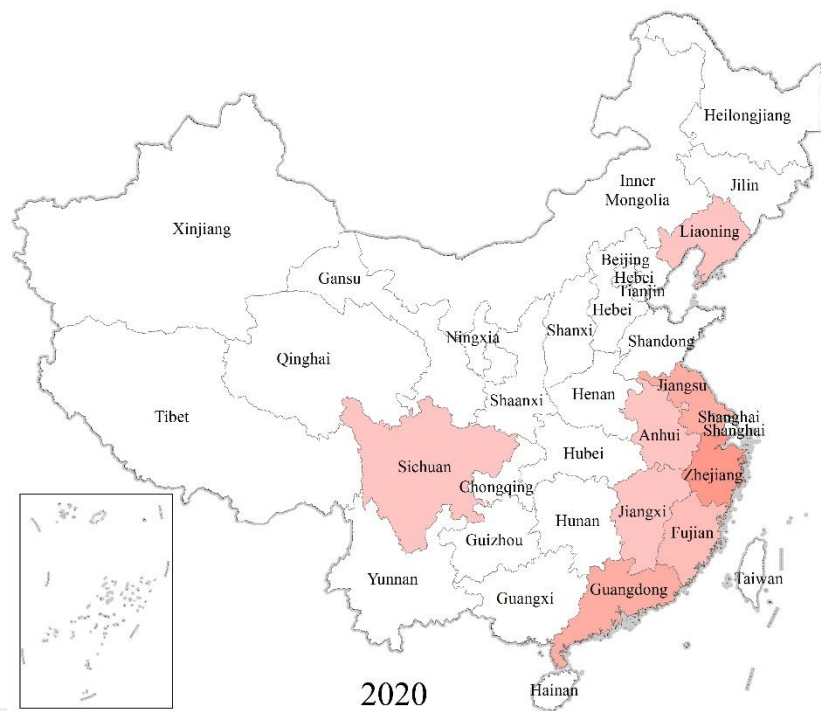 Heilongjiang
Jilin
Inner
Mongolia
Liaoning
Xinjiang
Beijing
Hebei
Tianjin
Gansu
Hebei
Shanxi
Ningxia
Shandong
Qinghai
Henan
Jiangsu
Shaanxi
Tibet
Shanghai
Shanghai
Anhui
Hubei
Sichuan
Zhejiang
Chongqing
Jiangxi
Hunan
Fujian
Guizhou
Yunnan
Taiwan
Guangdong
Guangxi
Hainan
2020